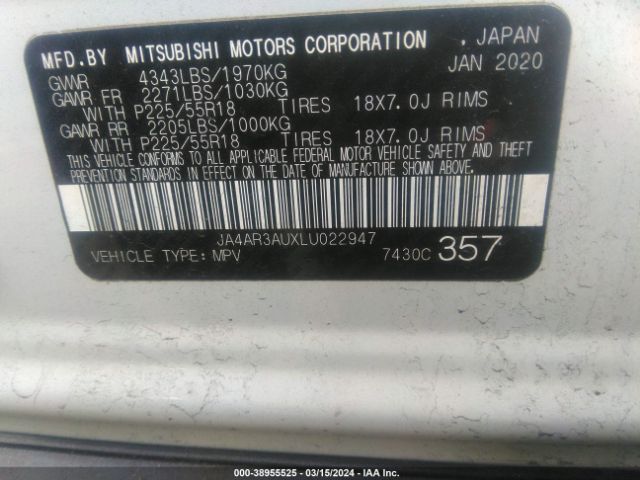 MFD.BY MITSUBISHI MOTORS CORPORATION . JAPAN
GVWR 4343LBS/1970KG JAN 2020
GAWR FR 2271LBS/1030KG
WITH P225/55R18 TIRES 18X7.0J RIMS
GAWR RR 2205LBS/1000KG
WITH P225/55R18 TIRES 18X7.0J RIMS
THIS VEHICLE CONFORMS TO ALL APPLICABLE FEDERAL MOTOR VEHICLE SAFETY AND THEFT
PREVENTION STANDARDS IN EFFECT ON THE DATE OF MANUFACTURE SHOWN ABOVE.
JA4AR3AUXLU022947
VEHICLE TYPE: MPV 7430C 357
000-38955525 - 03/15/2024 - IAA Inc.